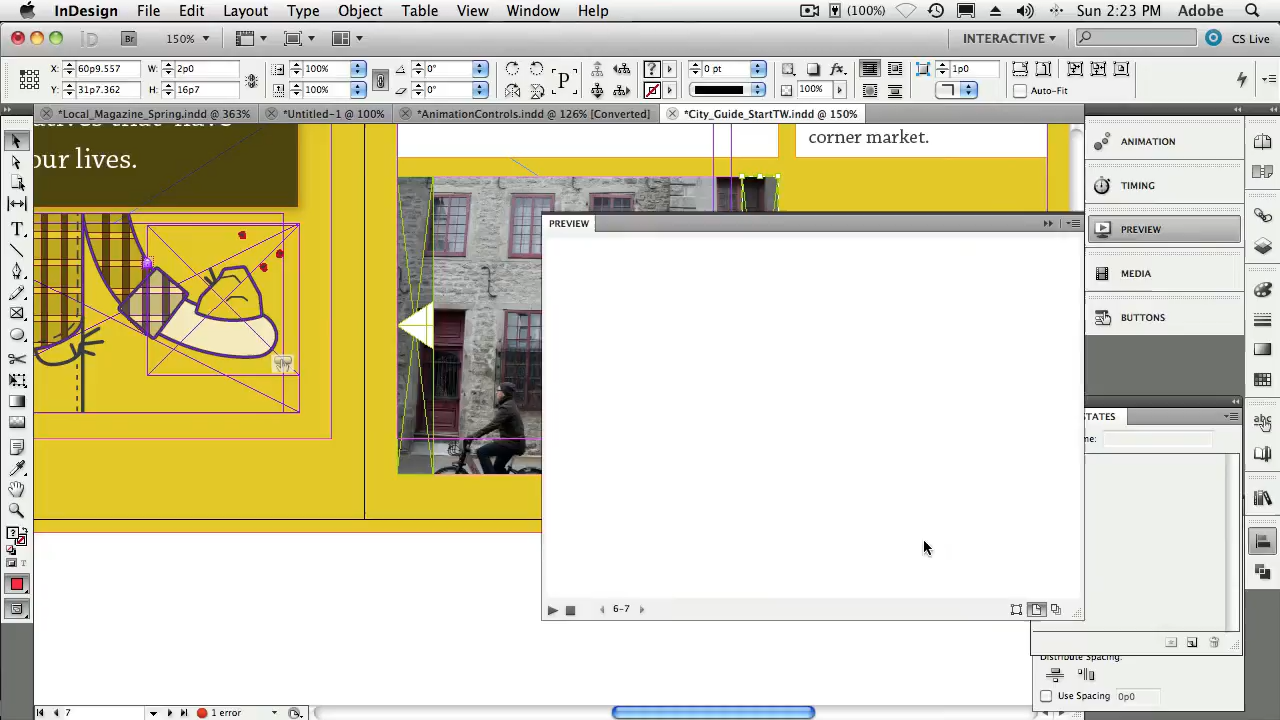 InDesign File Edit Layout Type Object Table View Window Help (100%) Sun 2:23 PM Adobe
Br 150% INTERACTIVE CS Live
X: 60p9.557 W: 2p0 100% 0° 0 pt 1p0
Y: 31p7.362 H: 16p7 100% 0° 100% Auto-Fit
*Local_Magazine_Spring.indd @ 363% *Untitled-1 @ 100% *AnimationControls.indd @ 126% [Converted] *City_Guide_StartTW.indd @ 150%
our lives.
corner market.
ANIMATION
TIMING
PREVIEW
MEDIA
BUTTONS
PREVIEW
6-7
STATES
me:
Distribute Spacing:
Use Spacing 0p0
7 1 error